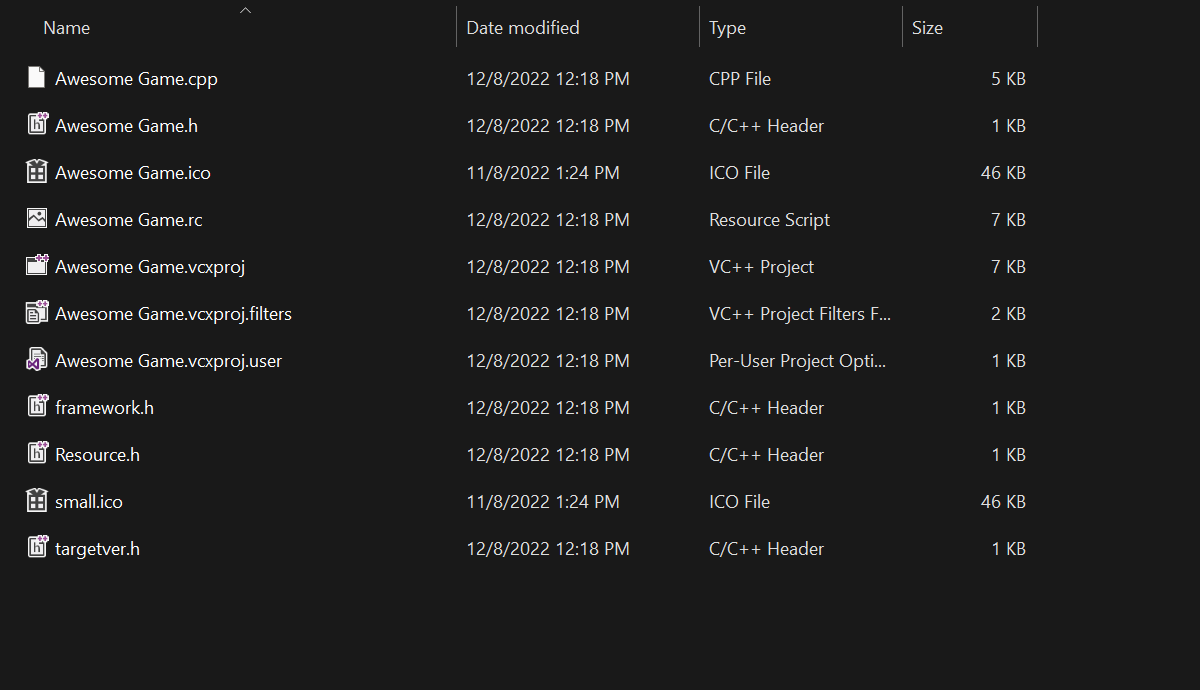 Name Date modified Type Size
Awesome Game.cpp 12/8/2022 12:18 PM CPP File 5 KB
Awesome Game.h 12/8/2022 12:18 PM C/C++ Header 1 KB
Awesome Game.ico 11/8/2022 1:24 PM ICO File 46 KB
Awesome Game.rc 12/8/2022 12:18 PM Resource Script 7 KB
Awesome Game.vcxproj 12/8/2022 12:18 PM VC++ Project 7 KB
Awesome Game.vcxproj.filters 12/8/2022 12:18 PM VC++ Project Filters F... 2 KB
Awesome Game.vcxproj.user 12/8/2022 12:18 PM Per-User Project Opti... 1 KB
framework.h 12/8/2022 12:18 PM C/C++ Header 1 KB
Resource.h 12/8/2022 12:18 PM C/C++ Header 1 KB
small.ico 11/8/2022 1:24 PM ICO File 46 KB
targetver.h 12/8/2022 12:18 PM C/C++ Header 1 KB